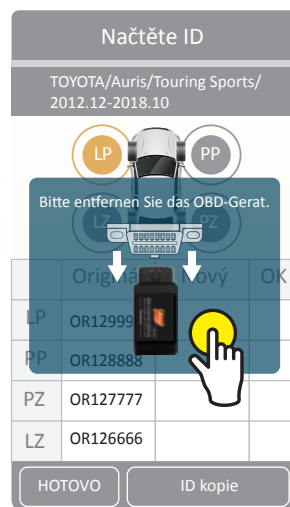 Načtěte ID
TOYOTA/Auris/Touring Sports/
2012.12-2018.10
LP PP
Bitte entfernen Sie das OBD-Gerat.
LZ PZ
Nový OK
LP OR12999
PP OR128888
PZ OR127777
LZ OR126666
HOTOVO ID kopie